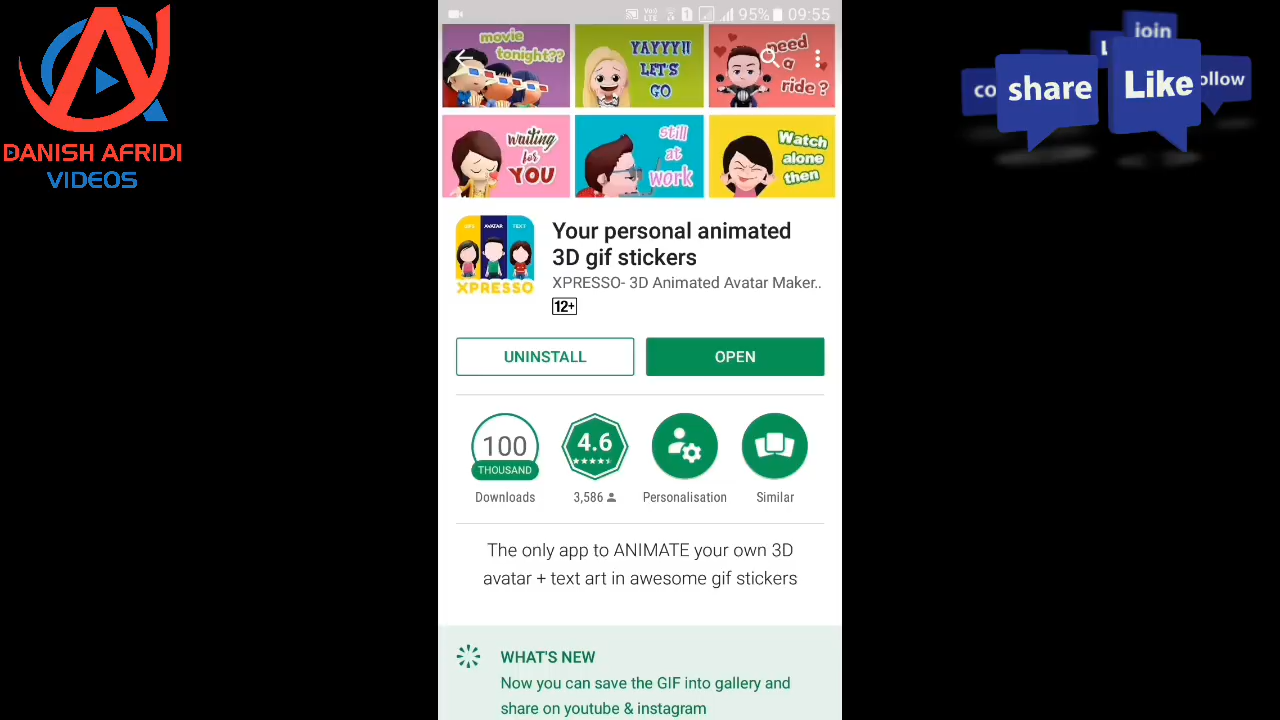 DANISH AFRIDI
VIDEOS
join
share
Like
95% 09:55
movie
tonight??
YAYYY!!
LET'S
GO
need
a
ride?
waiting
for
YOU
still
at
work
Watch
alone
then
GIFS AVATAR TEXT
XPRESSO
Your personal animated
3D gif stickers
XPRESSO- 3D Animated Avatar Maker..
12+
UNINSTALL
OPEN
100
THOUSAND
Downloads
4.6
3,586
Personalisation
Similar
The only app to ANIMATE your own 3D
avatar + text art in awesome gif stickers
WHAT'S NEW
Now you can save the GIF into gallery and
share on youtube & instagram